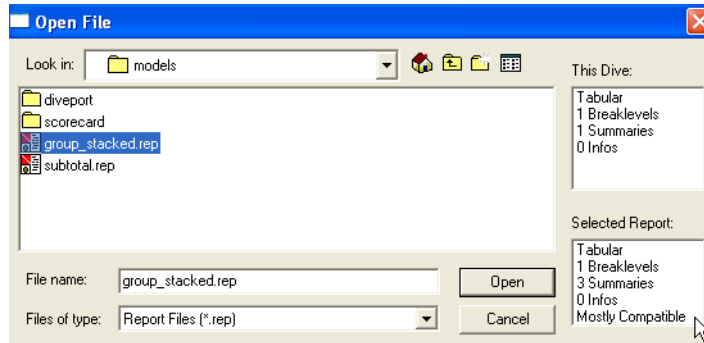 Open File
Look in: models
This Dive:
diveport
scorecard
group_stacked.rep
subtotal.rep
Tabular
1 Breaklevels
1 Summaries
0 Infos
Selected Report:
Tabular
1 Breaklevels
3 Summaries
0 Infos
Mostly Compatible
File name: group_stacked.rep Open
Files of type: Report Files (*.rep) Cancel